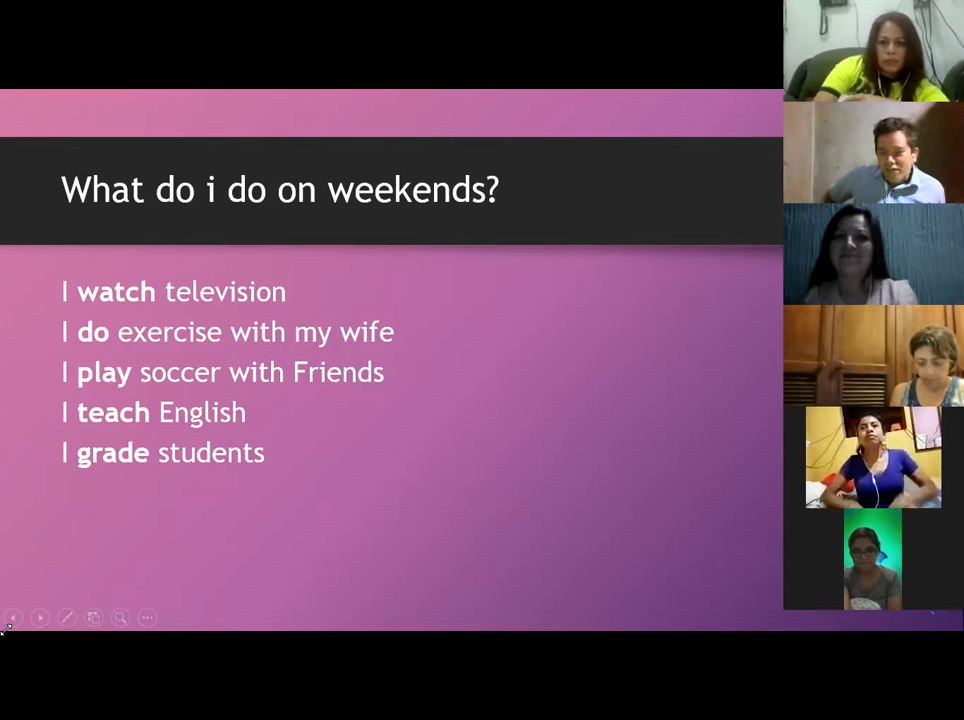 What do i do on weekends?
I watch television
I do exercise with my wife
I play soccer with Friends
I teach English
I grade students